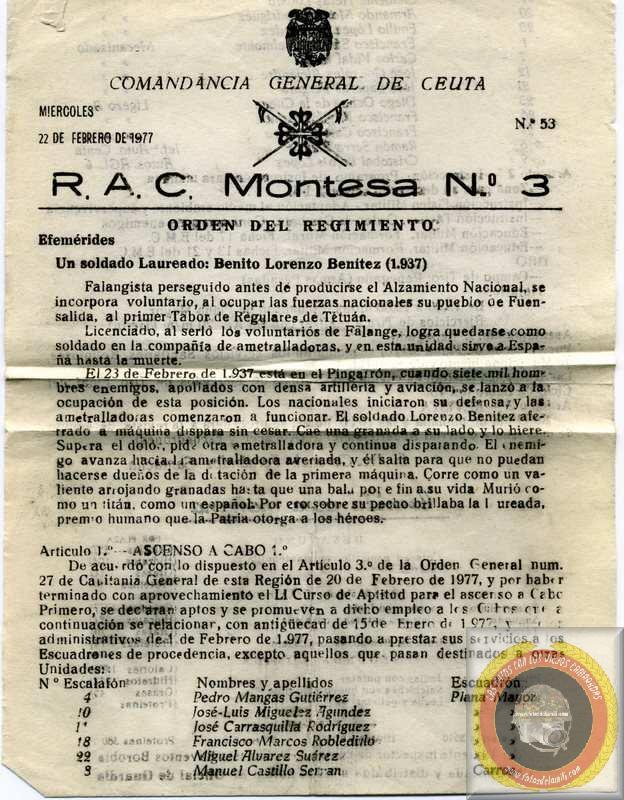 COMANDANCIA GENERAL DE CEUTA
MIERCOLES
22 DE FEBRERO DE 1977
N.º 53
R. A. C. Montesa N.º 3
ORDEN DEL REGIMIENTO
Efemérides
Un soldado Laureado: Benito Lorenzo Benítez (1.937)
Falangista perseguido antes de producirse el Alzamiento Nacional, se
incorpora voluntario, al ocupar las fuerzas nacionales su pueblo de Fuen-
salida, al primer Tabor de Regulares de Tetuán.
Licenciado, al serlo los voluntarios de Falange, logra quedarse como
soldado en la compañía de ametralladoras, y en esta unidad sirve a Espa-
ña hasta la muerte.
El 23 de Febrero de 1.937 está en el Pingarrón, cuando siete mil hom-
bres enemigos, apollados con densa artillería y aviación, se lanzó a la
ocupación de esta posición. Los nacionales iniciaron su defensa, y las
ametralladoras comenzaron a funcionar. El soldado Lorenzo Benítez afe-
rrado a máquina dispara sin cesar. Cae una granada a su lado y lo hiere.
Supera el dolor, pide otra ametralladora y continua disparando. El enemi-
go avanza hacia la ametralladora averiada, y él salta para que no puedan
hacerse dueños de la dotación de la primera máquina. Corre como un va-
liente arrojando granadas hasta que una bala pone fin a su vida. Murió co-
mo un titán, como un español. Por eso sobre su pecho brillaba la Laureada,
premio humano que la Patria otorga a los héroes.
Articulo 1.º— ASCENSO A CABO 1.º
De acuerdo con lo dispuesto en el Artículo 3.º de la Orden General num.
27 de Capitania General de esta Región de 20 de Febrero de 1977, y por haber
terminado con aprovechamiento el LI Curso de Aptitud para el ascenso a Cabo
Primero, se declaran aptos y se promueven a dicho empleo a los Cabos que a
continuación se relacionar, con antigüedad de 15 de Enero de 1.977, y
administrativos de 1 de Febrero de 1.977, pasando a prestar sus servicios a los
Escuadrones de procedencia, excepto aquellos que pasan destinados a otras
Unidades:
Nº Escalafón Nombres y apellidos Escuadrón
4 Pedro Mangas Gutiérrez Plana Mayor
10 José-Luis Miguelez Agundez »
1 José Carrasquilla Rodríguez »
18 Francisco Marcos Robledillo »
22 Miguel Alvarez Suárez »
3 Manuel Castillo Serran Carros